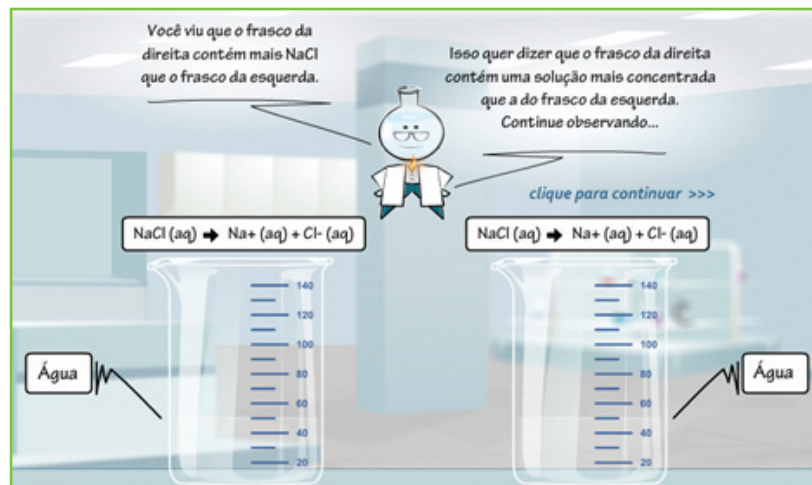 Você viu que o frasco da
direita contém mais NaCl
que o frasco da esquerda.
Isso quer dizer que o frasco da direita
contém uma solução mais concentrada
que a do frasco da esquerda.
Continue observando...
clique para continuar >>>
NaCl (aq) → Na+ (aq) + Cl- (aq)
NaCl (aq) → Na+ (aq) + Cl- (aq)
140
120
100
80
60
40
20
140
120
100
80
60
40
20
Água
Água